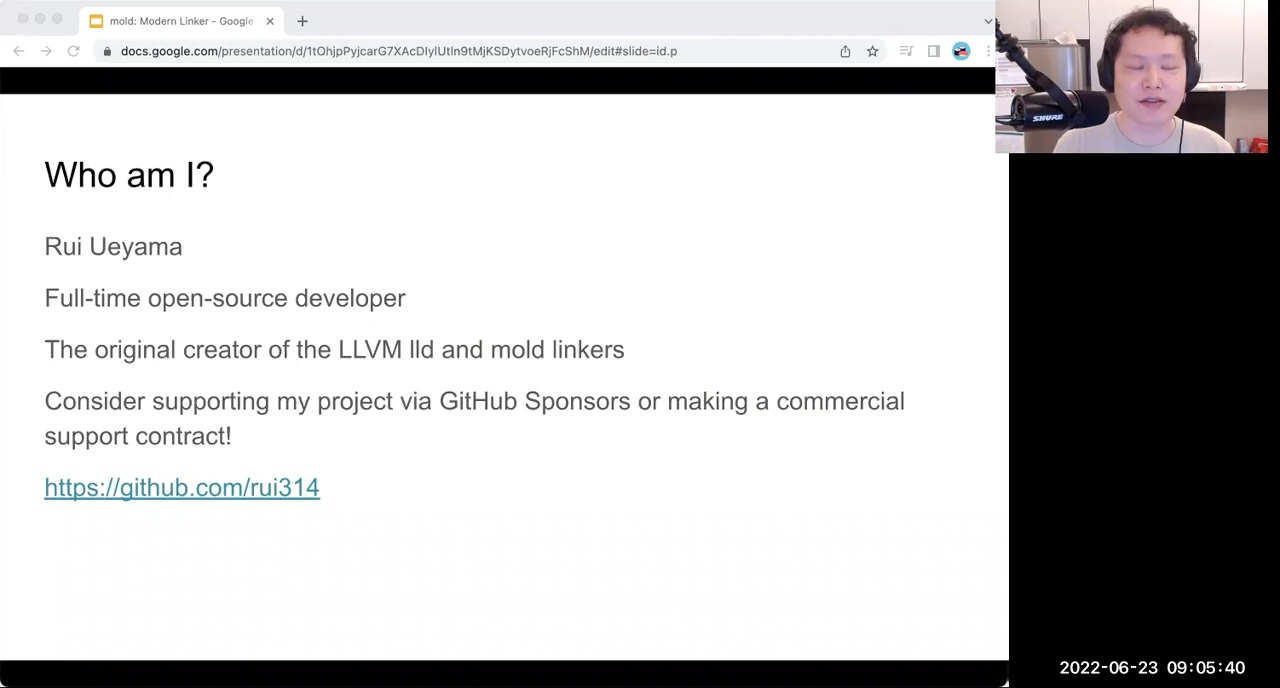 mold: Modern Linker - Google
docs.google.com/presentation/d/1tOhjpPyjcarG7XAcDIylUtln9tMjKSDytvoeRjFcShM/edit#slide=id.p
SHURE
Who am I?
Rui Ueyama
Full-time open-source developer
The original creator of the LLVM lld and mold linkers
Consider supporting my project via GitHub Sponsors or making a commercial
support contract!
https://github.com/rui314
2022-06-23 09:05:40